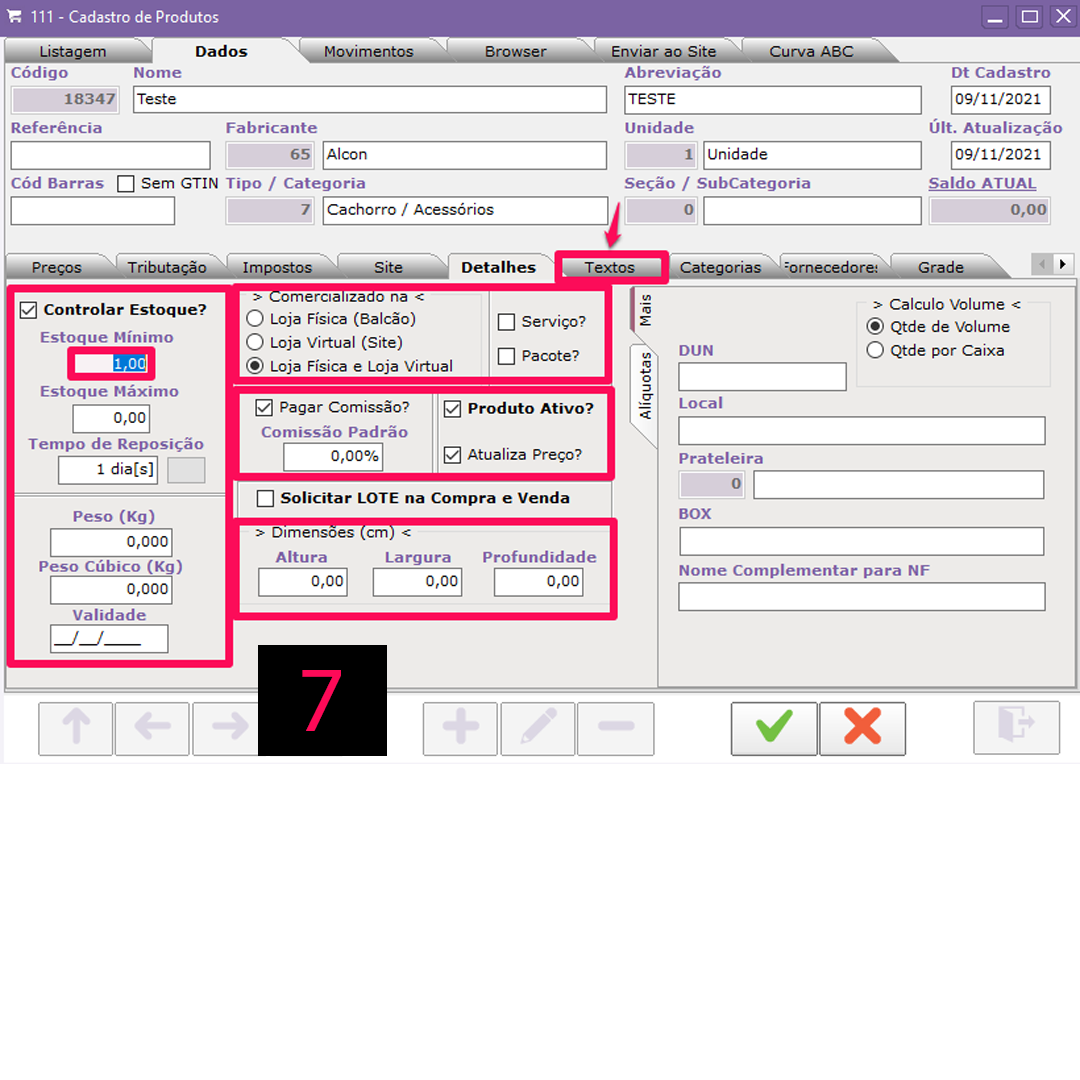 111 - Cadastro de Produtos
Listagem Dados Movimentos Browser Enviar ao Site Curva ABC
Código Nome Abreviação Dt Cadastro
18347 Teste TESTE 09/11/2021
Referência Fabricante Unidade Últ. Atualização
65 Alcon 1 Unidade 09/11/2021
Cód Barras Sem GTIN Tipo / Categoria Seção / SubCategoria Saldo ATUAL
7 Cachorro / Acessórios 0 0,00
Preços Tributação Impostos Site Detalhes Textos Categorias Fornecedores Grade
Controlar Estoque?
Estoque Mínimo
1,00
Estoque Máximo
0,00
Tempo de Reposição
1 dia[s]
Peso (Kg)
0,000
Peso Cúbico (Kg)
0,000
Validade
__/__/____
> Comercializado na <
Loja Física (Balcão)
Loja Virtual (Site)
Loja Física e Loja Virtual
Serviço?
Pacote?
Pagar Comissão?
Comissão Padrão
0,00%
Produto Ativo?
Atualiza Preço?
Solicitar LOTE na Compra e Venda
> Dimensões (cm) <
Altura Largura Profundidade
0,00 0,00 0,00
Mais
Alíquotas
> Calculo Volume <
Qtde de Volume
Qtde por Caixa
DUN
Local
Prateleira
0
BOX
Nome Complementar para NF
7